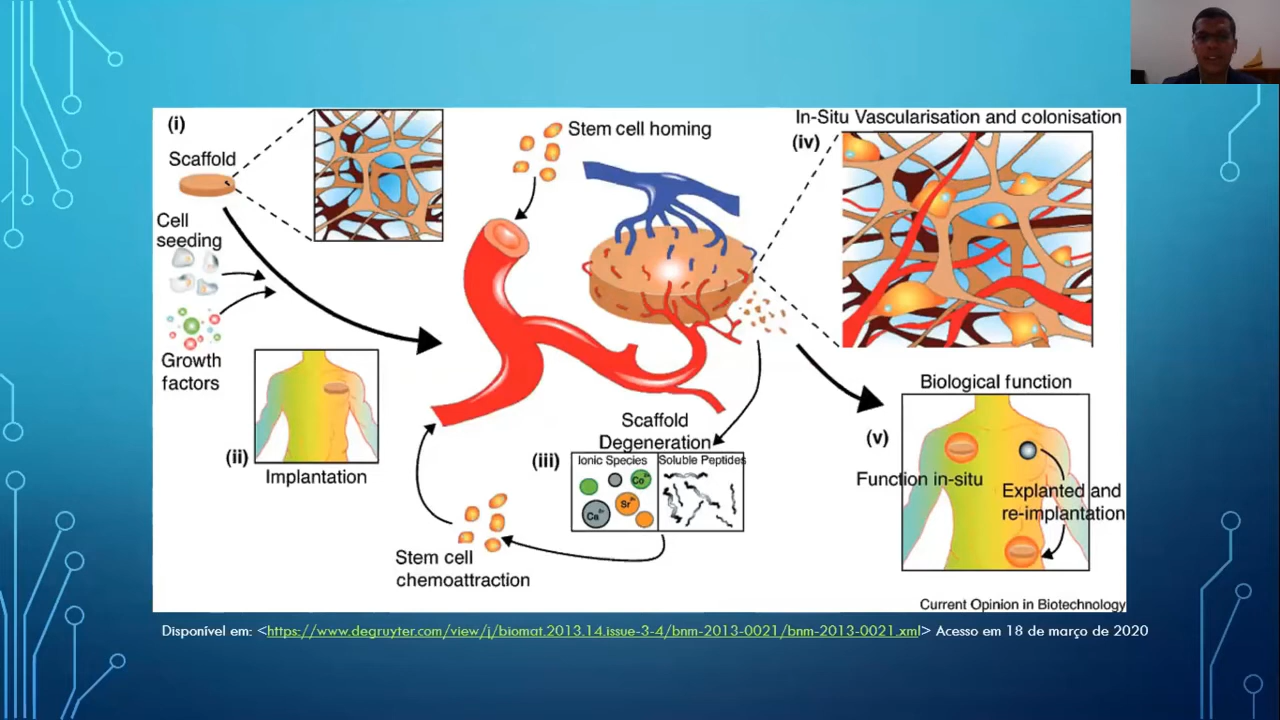 (i)
Scaffold
Cell
seeding
Growth
factors
(ii)
Implantation
Stem cell homing
Scaffold
Degeneration
(iii)
Ionic Species
Soluble Peptides
Co
Sr
Ca
Stem cell
chemoattraction
In-Situ Vascularisation and colonisation
(iv)
Biological function
(v)
Function in-situ
Explanted and
re-implantation
Current Opinion in Biotechnology
Disponível em: <https://www.degruyter.com/view/j/biomat.2013.14.issue-3-4/bnm-2013-0021/bnm-2013-0021.xml> Acesso em 18 de março de 2020